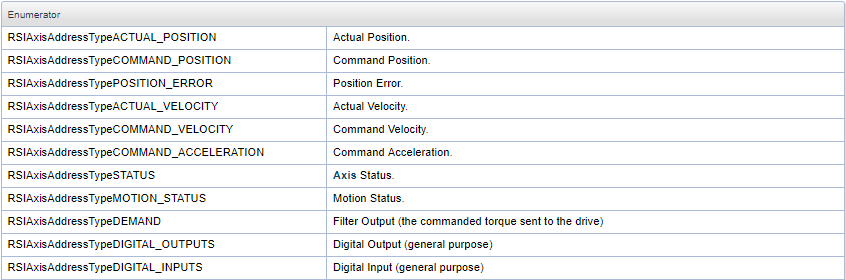 Enumerator
RSIAxisAddressTypeACTUAL_POSITION Actual Position.
RSIAxisAddressTypeCOMMAND_POSITION Command Position.
RSIAxisAddressTypePOSITION_ERROR Position Error.
RSIAxisAddressTypeACTUAL_VELOCITY Actual Velocity.
RSIAxisAddressTypeCOMMAND_VELOCITY Command Velocity.
RSIAxisAddressTypeCOMMAND_ACCELERATION Command Acceleration.
RSIAxisAddressTypeSTATUS Axis Status.
RSIAxisAddressTypeMOTION_STATUS Motion Status.
RSIAxisAddressTypeDEMAND Filter Output (the commanded torque sent to the drive)
RSIAxisAddressTypeDIGITAL_OUTPUTS Digital Output (general purpose)
RSIAxisAddressTypeDIGITAL_INPUTS Digital Input (general purpose)